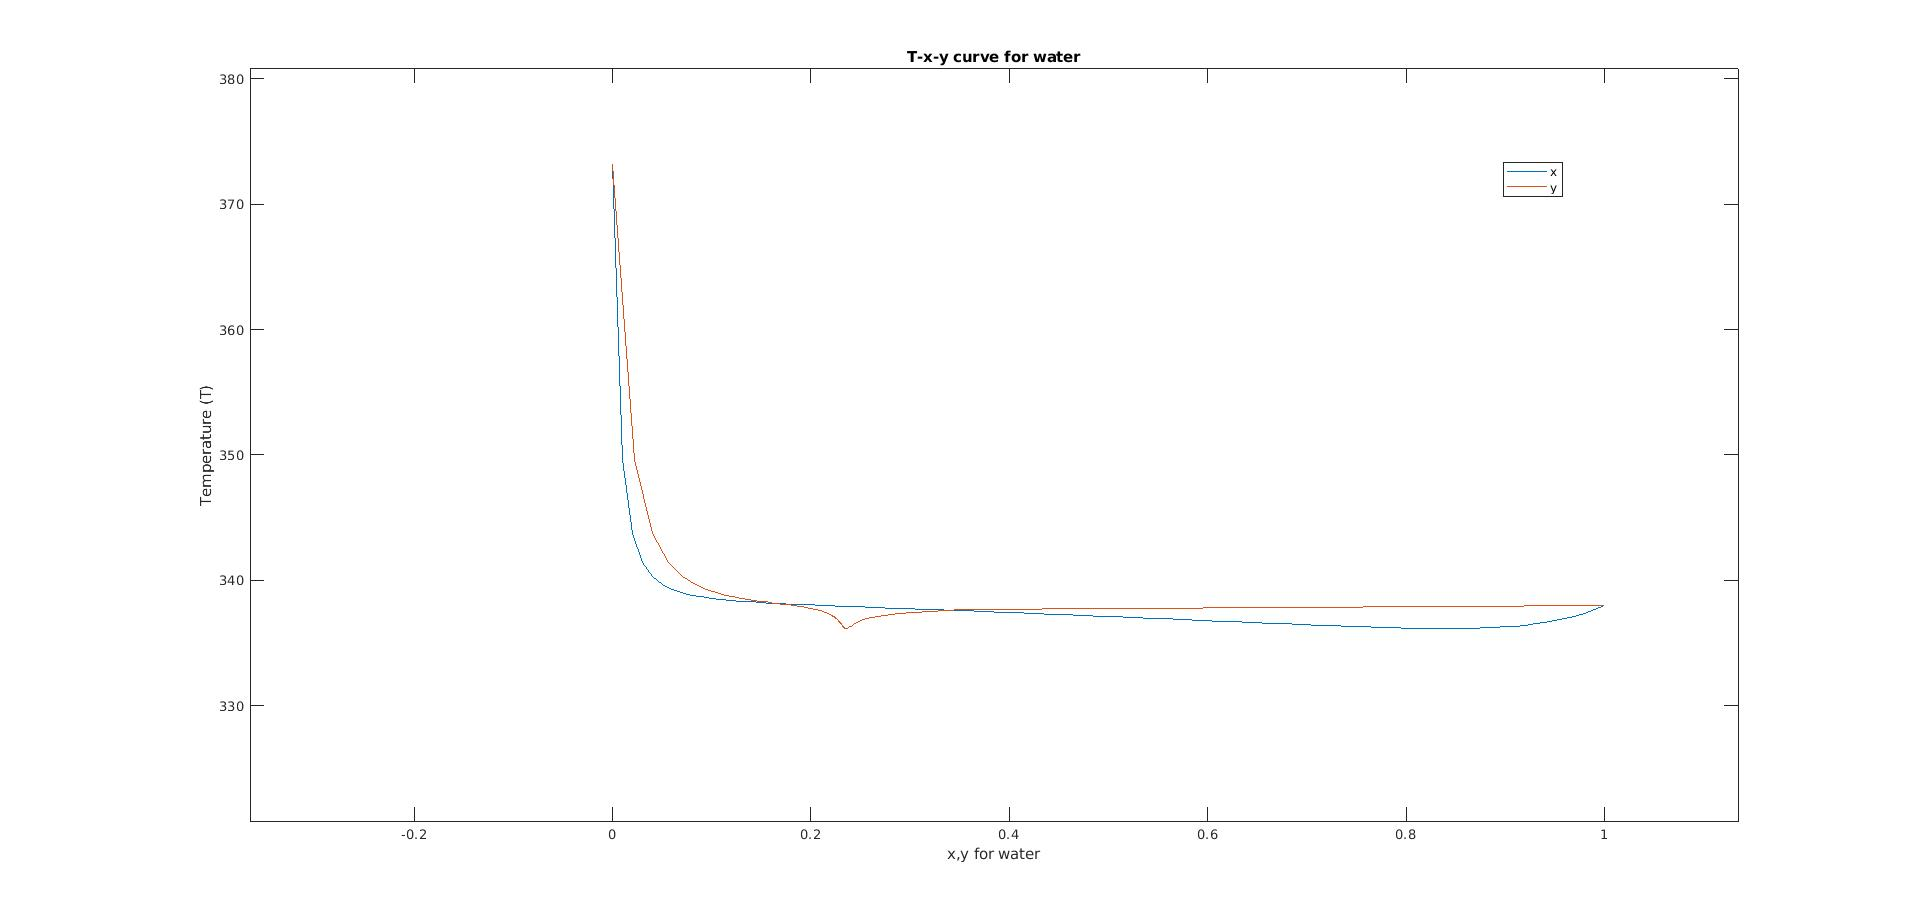 T-x-y curve for water
380
370
360
350
340
330
Temperature (T)
x
y
-0.2 0 0.2 0.4 0.6 0.8 1
x,y for water